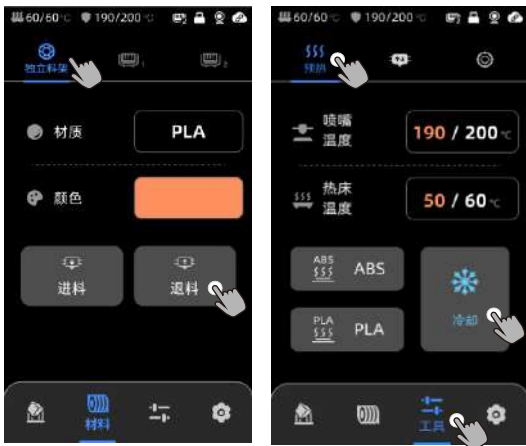 60/60℃ 190/200℃
独立料架 1 2
材质 PLA
颜色
进料 退料
材料
60/60℃ 190/200℃
预热
喷嘴
温度
190 / 200℃
热床
温度
50 / 60℃
ABS ABS
PLA PLA
冷却
工具